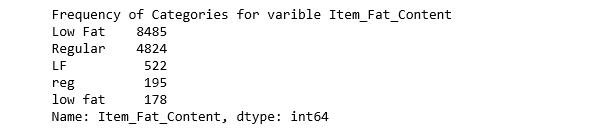 Frequency of Categories for varible Item_Fat_Content
Low Fat    8485
Regular    4824
LF          522
reg         195
low fat     178
Name: Item_Fat_Content, dtype: int64